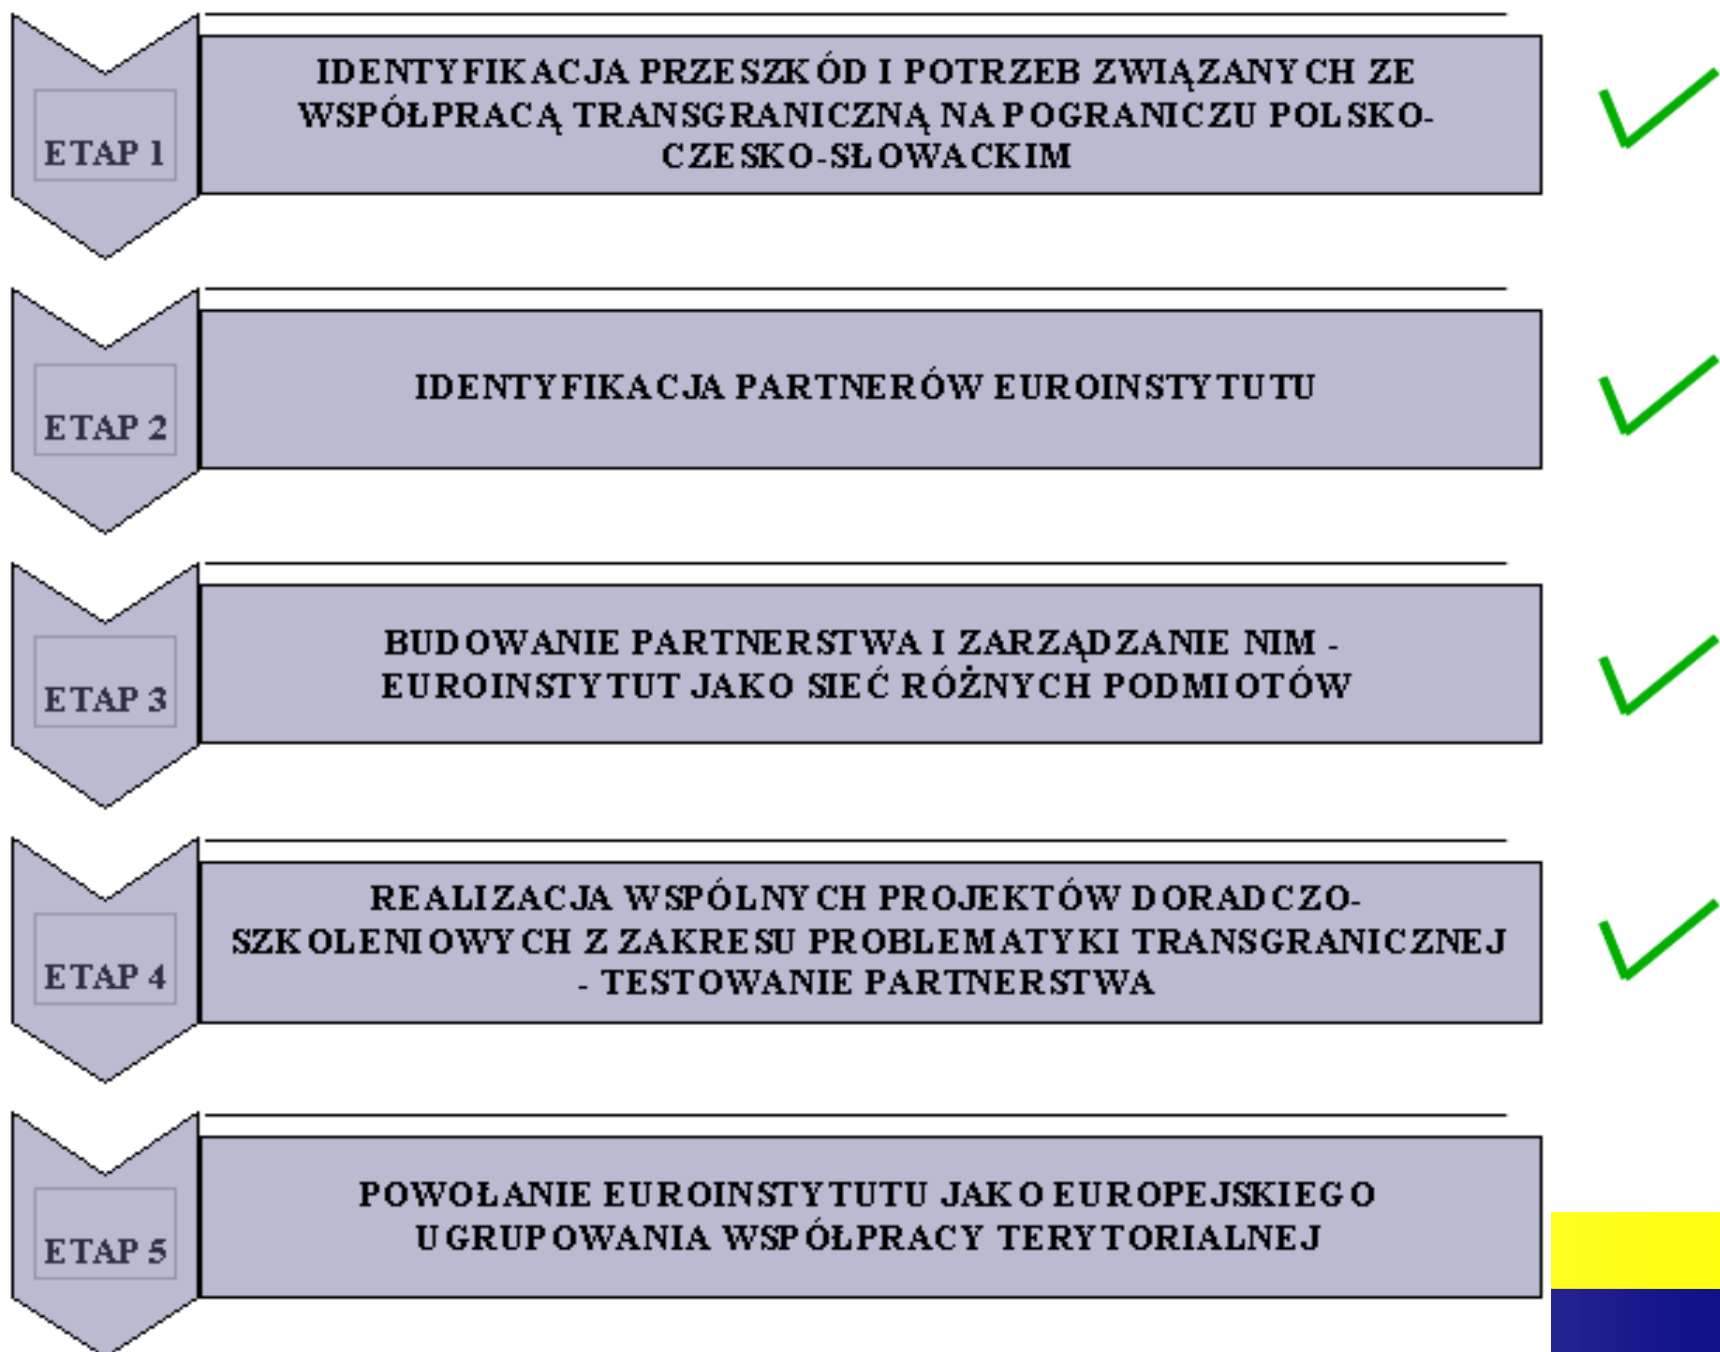 IDENTYFIKACJA PRZESZKÓD I POTRZEB ZWIĄZANYCH ZE
WSPÓŁPRACĄ TRANSGRANICZNĄ NA POGRANICZU POLSKO-
CZESKO-SŁOWACKIM
ETAP 1
IDENTYFIKACJA PARTNERÓW EUROINSTYTUTU
ETAP 2
BUDOWANIE PARTNERSTWA I ZARZĄDZANIE NIM -
EUROINSTYTUT JAKO SIEĆ RÓŻNYCH PODMIOTÓW
ETAP 3
REALIZACJA WSPÓLNYCH PROJEKTÓW DORADCZO-
SZKOLENIOWYCH Z ZAKRESU PROBLEMATYKI TRANSGRANICZNEJ
- TESTOWANIE PARTNERSTWA
ETAP 4
POWOŁANIE EUROINSTYTUTU JAKO EUROPEJSKIEGO
UGRUPOWANIA WSPÓŁPRACY TERYTORIALNEJ
ETAP 5